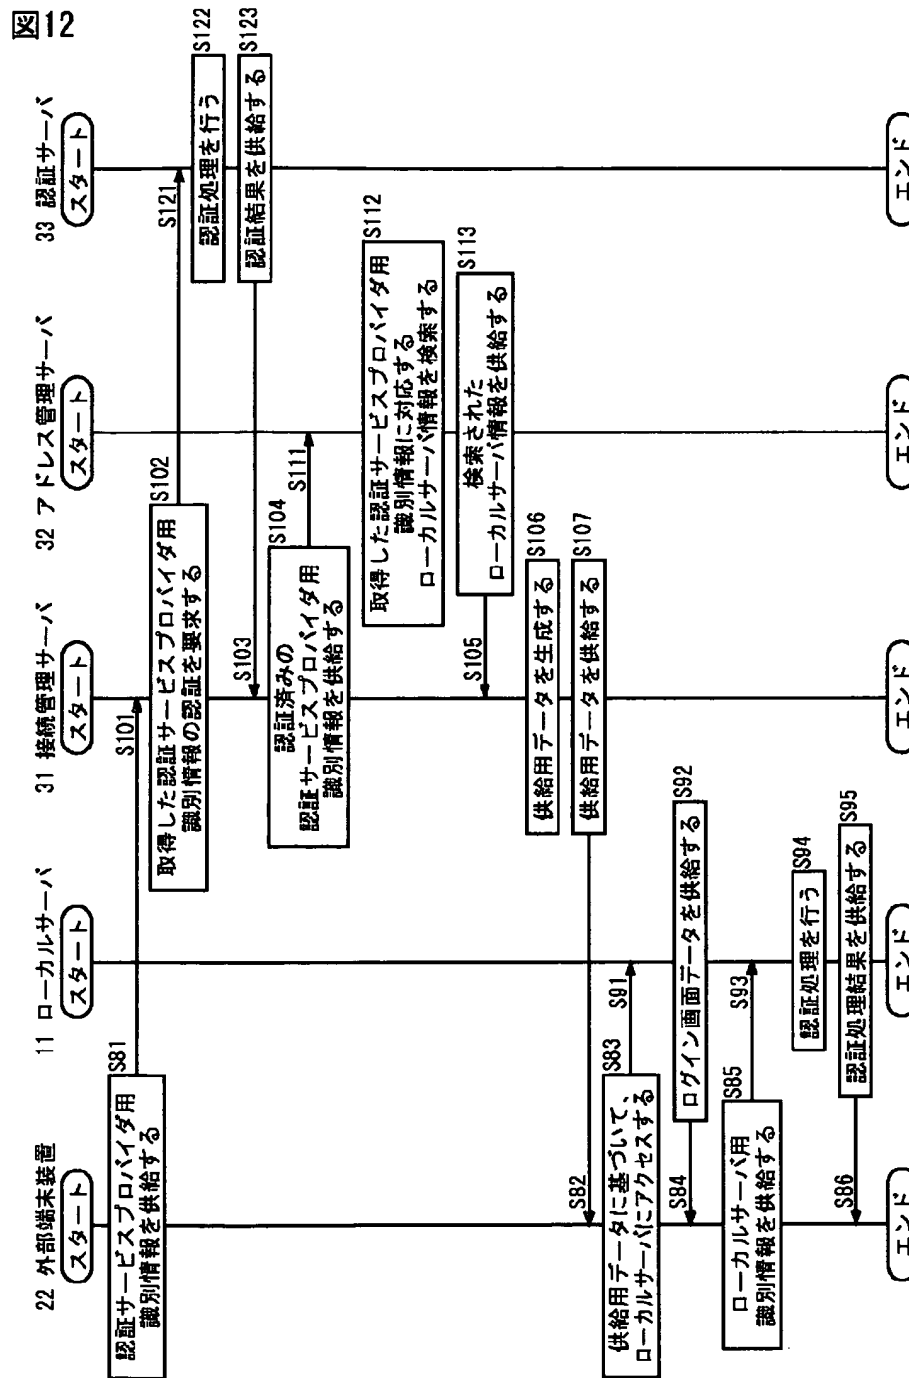 図12
22 外部端末装置
スタート
認証サービスプロバイダ用
識別情報を供給する
S81
S82
供給用データに基づいて、
ローカルサーバにアクセスする
S83
S84
ローカルサーバ用
識別情報を供給する
S85
S86
エンド
11 ローカルサーバ
スタート
S91
ログイン画面データを供給する
S92
S93
認証処理を行う
S94
認証処理結果を供給する
S95
エンド
31 接続管理サーバ
スタート
S101
取得した認証サービスプロバイダ用
識別情報の認証を要求する
S102
S103
認証済みの
認証サービスプロバイダ用
識別情報を供給する
S104
S105
供給用データを生成する
S106
供給用データを供給する
S107
エンド
32 アドレス管理サーバ
スタート
S111
取得した認証サービスプロバイダ用
識別情報に対応する
ローカルサーバ情報を検索する
S112
検索された
ローカルサーバ情報を供給する
S113
エンド
33 認証サーバ
スタート
S121
認証処理を行う
S122
認証結果を供給する
S123
エンド